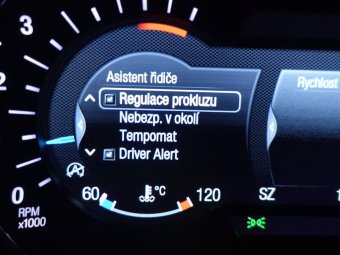 3
2
1
0
RPM
x1000
Asistent řidiče
Regulace prokluzu
Nebezp. v okolí
Tempomat
Driver Alert
60
°C
120
SZ
Rychlost
A